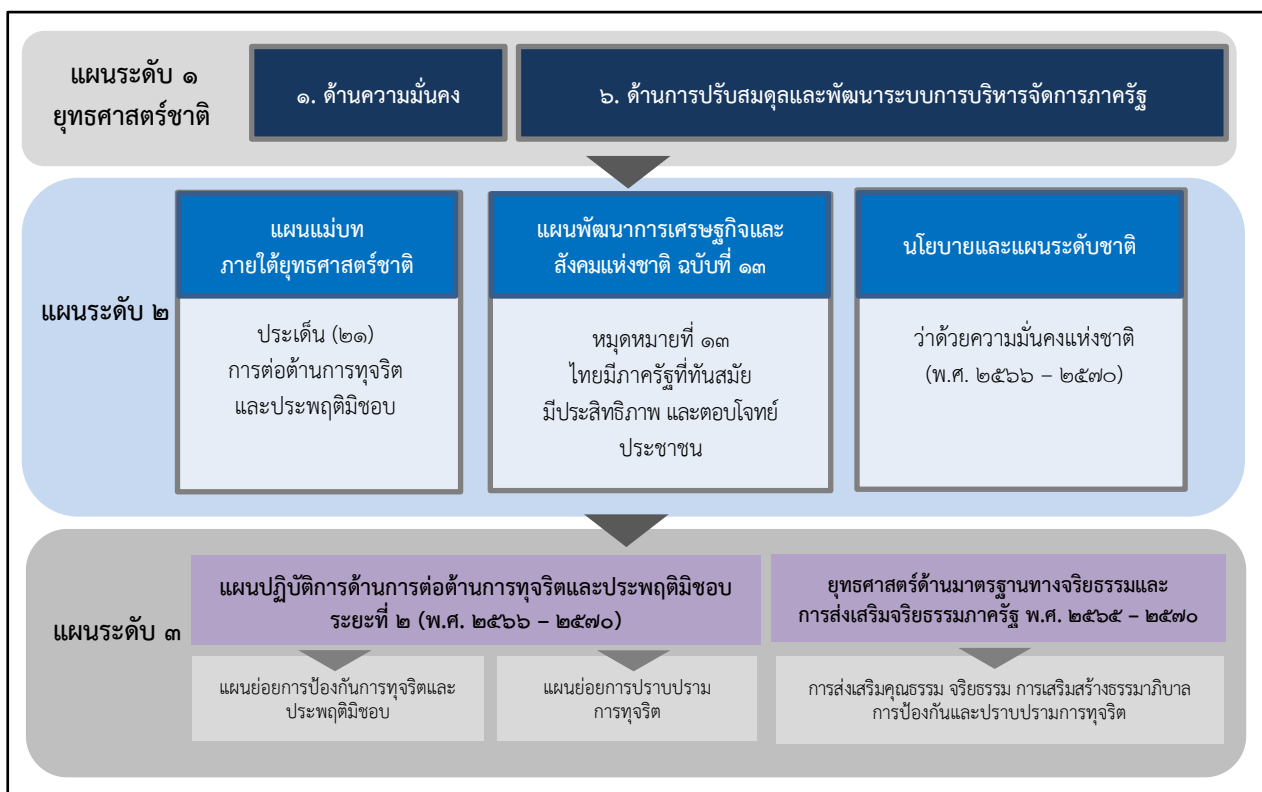 แผนระดับ ๑
ยุทธศาสตร์ชาติ
๑. ด้านความมั่นคง
๖. ด้านการปรับสมดุลและพัฒนาระบบการบริหารจัดการภาครัฐ
แผนระดับ ๒
แผนแม่บท
ภายใต้ยุทธศาสตร์ชาติ
ประเด็น (๒๑)
การต่อต้านการทุจริต
และประพฤติมิชอบ
แผนพัฒนาการเศรษฐกิจและ
สังคมแห่งชาติ ฉบับที่ ๑๓
หมุดหมายที่ ๑๓
ไทยมีภาครัฐที่ทันสมัย
มีประสิทธิภาพ และตอบโจทย์
ประชาชน
นโยบายและแผนระดับชาติ
ว่าด้วยความมั่นคงแห่งชาติ
(พ.ศ. ๒๕๖๖ – ๒๕๗๐)
แผนระดับ ๓
แผนปฏิบัติการด้านการต่อต้านการทุจริตและประพฤติมิชอบ
ระยะที่ ๒ (พ.ศ. ๒๕๖๖ – ๒๕๗๐)
แผนย่อยการป้องกันการทุจริตและ
ประพฤติมิชอบ
แผนย่อยการปราบปราม
การทุจริต
ยุทธศาสตร์ด้านมาตรฐานทางจริยธรรมและ
การส่งเสริมจริยธรรมภาครัฐ พ.ศ. ๒๕๖๕ – ๒๕๗๐
การส่งเสริมคุณธรรม จริยธรรม การเสริมสร้างธรรมาภิบาล
การป้องกันและปราบปรามการทุจริต